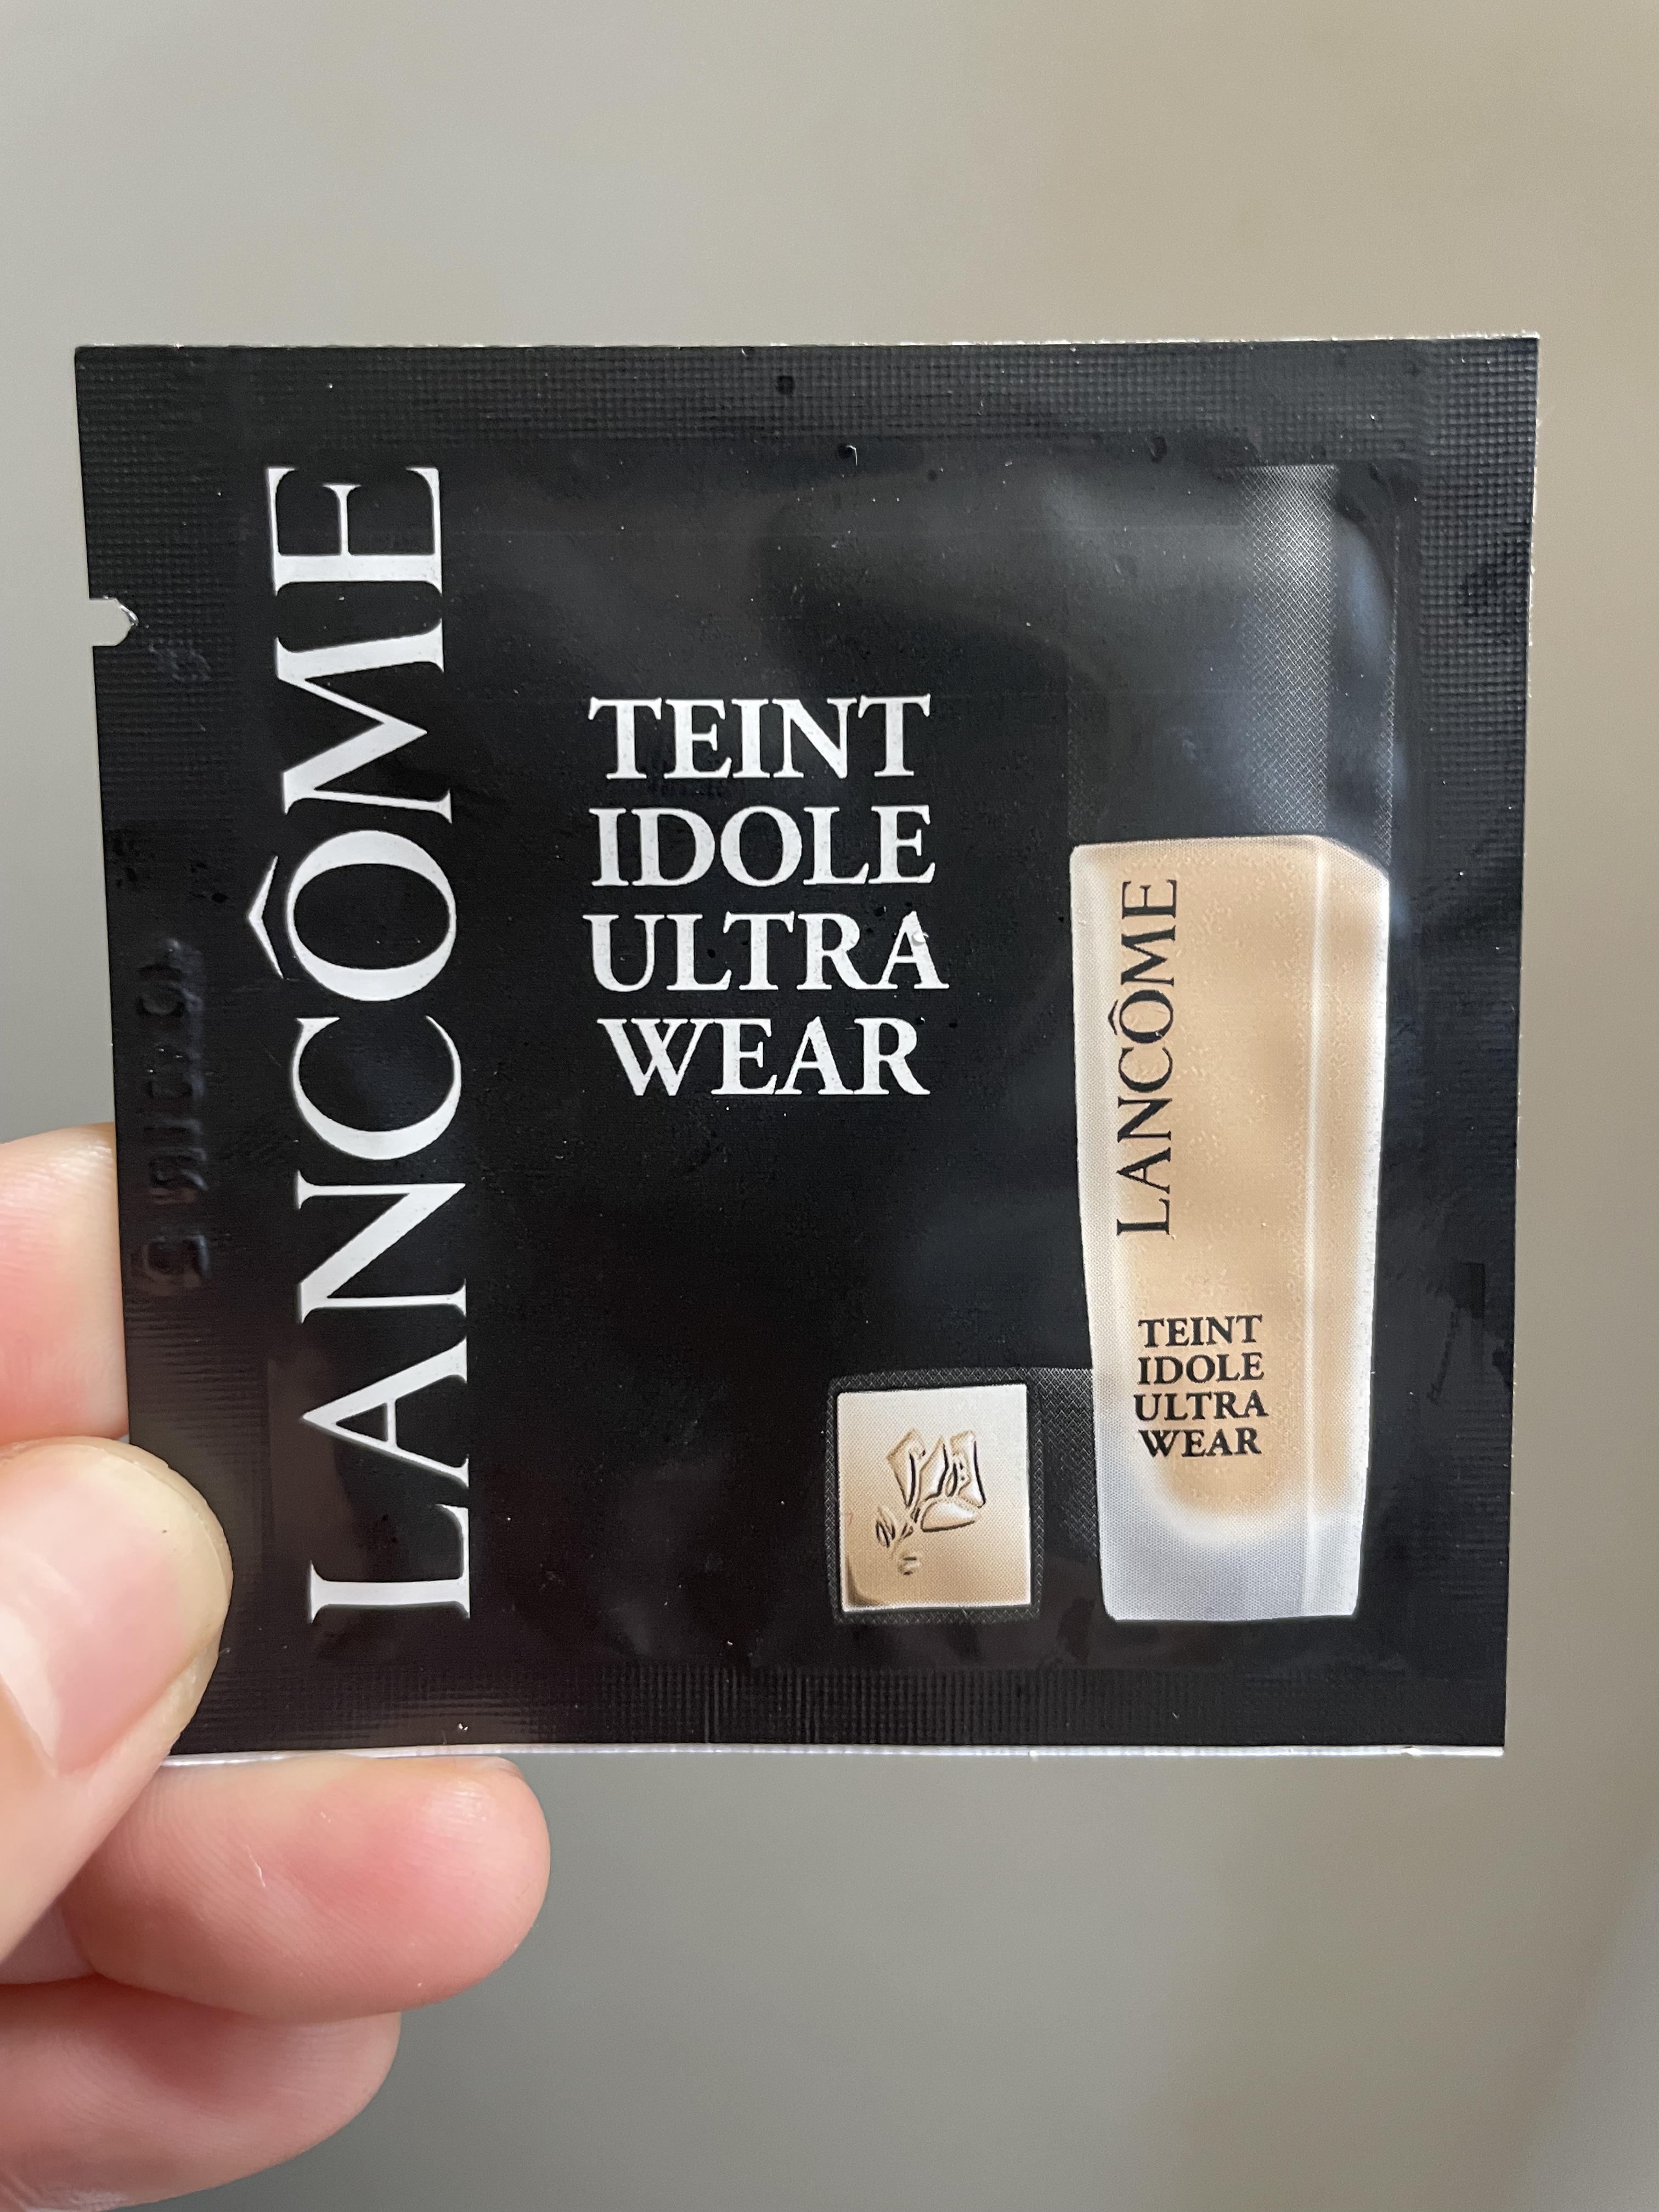 LANCÔME
TEINT
IDOLE
ULTRA
WEAR
LANCÔME
TEINT
IDOLE
ULTRA
WEAR